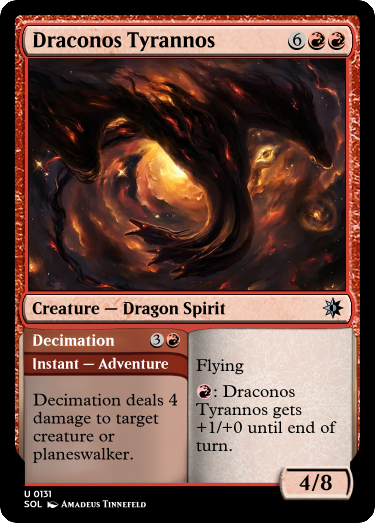 Draconos Tyrannos 6
Creature — Dragon Spirit
Decimation 3
Instant — Adventure
Decimation deals 4
damage to target
creature or
planeswalker.
Flying
: Draconos
Tyrannos gets
+1/+0 until end of
turn.
4/8
U 0131
SOL Amadeus Tinnefeld